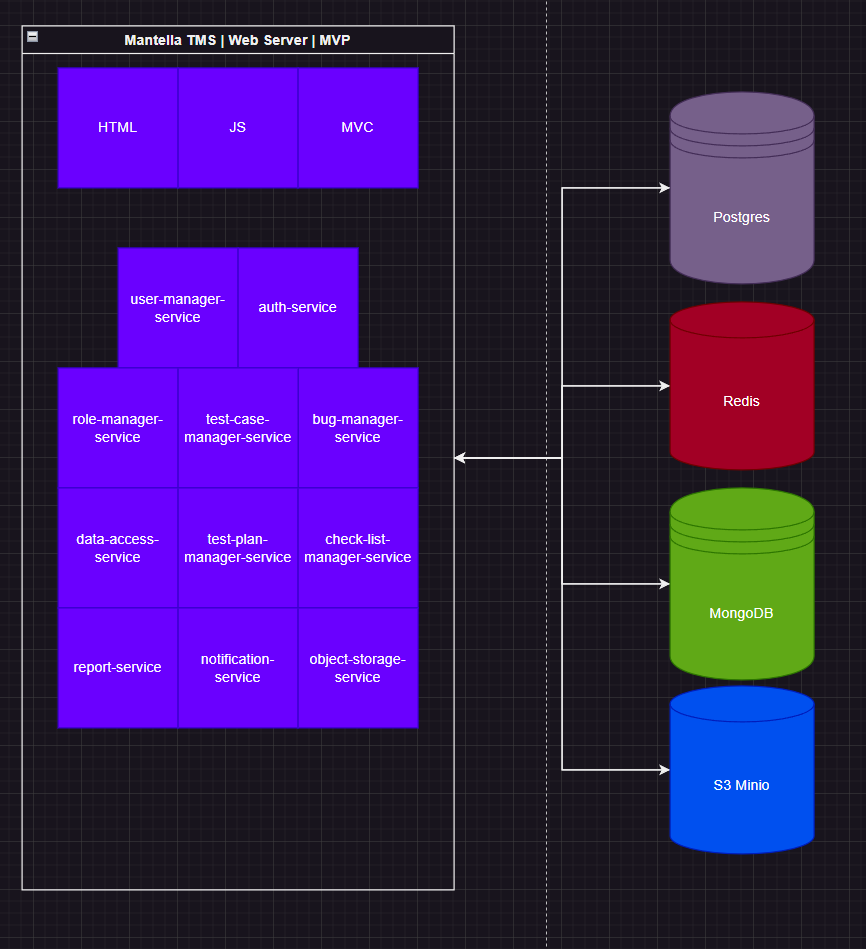 Mantella TMS | Web Server | MVP
HTML
JS
MVC
user-manager-
service
auth-service
role-manager-
service
test-case-
manager-service
bug-manager-
service
data-access-
service
test-plan-
manager-service
check-list-
manager-service
report-service
notification-
service
object-storage-
service
Postgres
Redis
MongoDB
S3 Minio